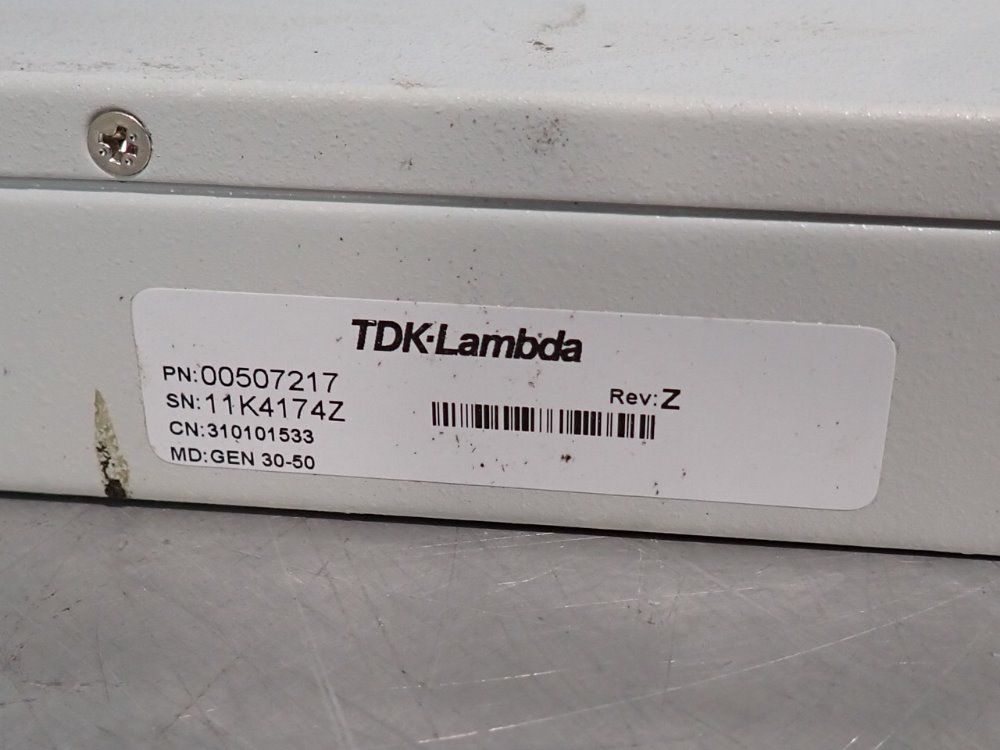 TDK·Lambda
PN:00507217
Rev:Z
SN:11K4174Z
CN:310101533
MD:GEN 30-50